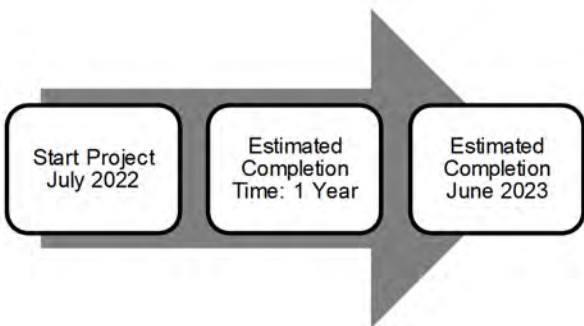 Start Project
July 2022
Estimated
Completion
Time: 1 Year
Estimated
Completion
June 2023